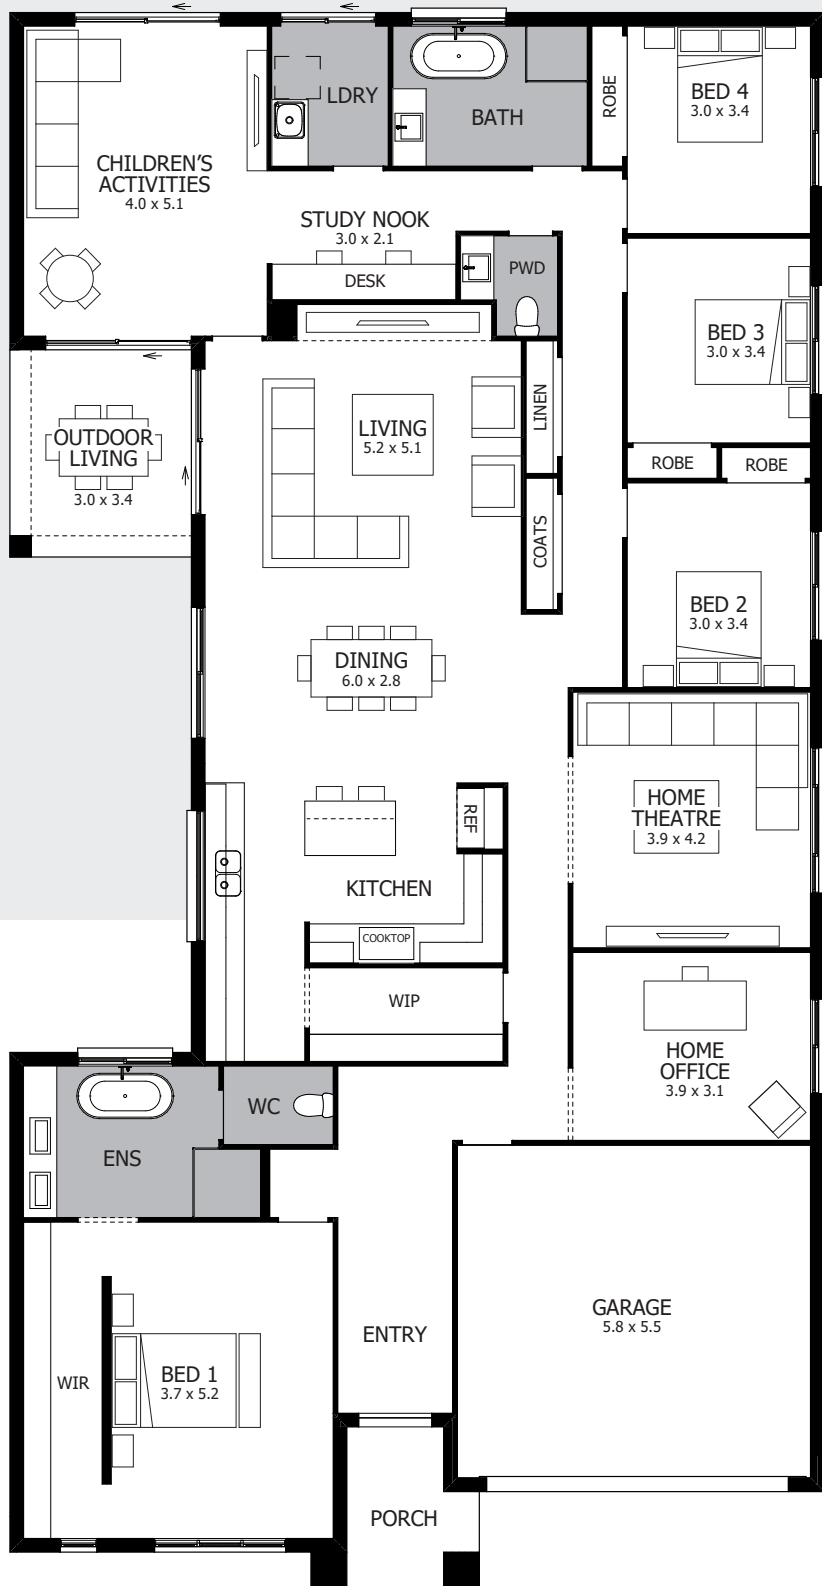 LDRY
BATH
ROBE
BED 4
3.0 x 3.4
CHILDREN'S
ACTIVITIES
4.0 x 5.1
STUDY NOOK
3.0 x 2.1
DESK
PWD
BED 3
3.0 x 3.4
OUTDOOR
LIVING
3.0 x 3.4
LIVING
5.2 x 5.1
LINEN
ROBE
ROBE
COATS
BED 2
3.0 x 3.4
DINING
6.0 x 2.8
HOME
THEATRE
3.9 x 4.2
REF
KITCHEN
COOKTOP
WIP
HOME
OFFICE
3.9 x 3.1
WC
ENS
GARAGE
5.8 x 5.5
ENTRY
WIR
BED 1
3.7 x 5.2
PORCH